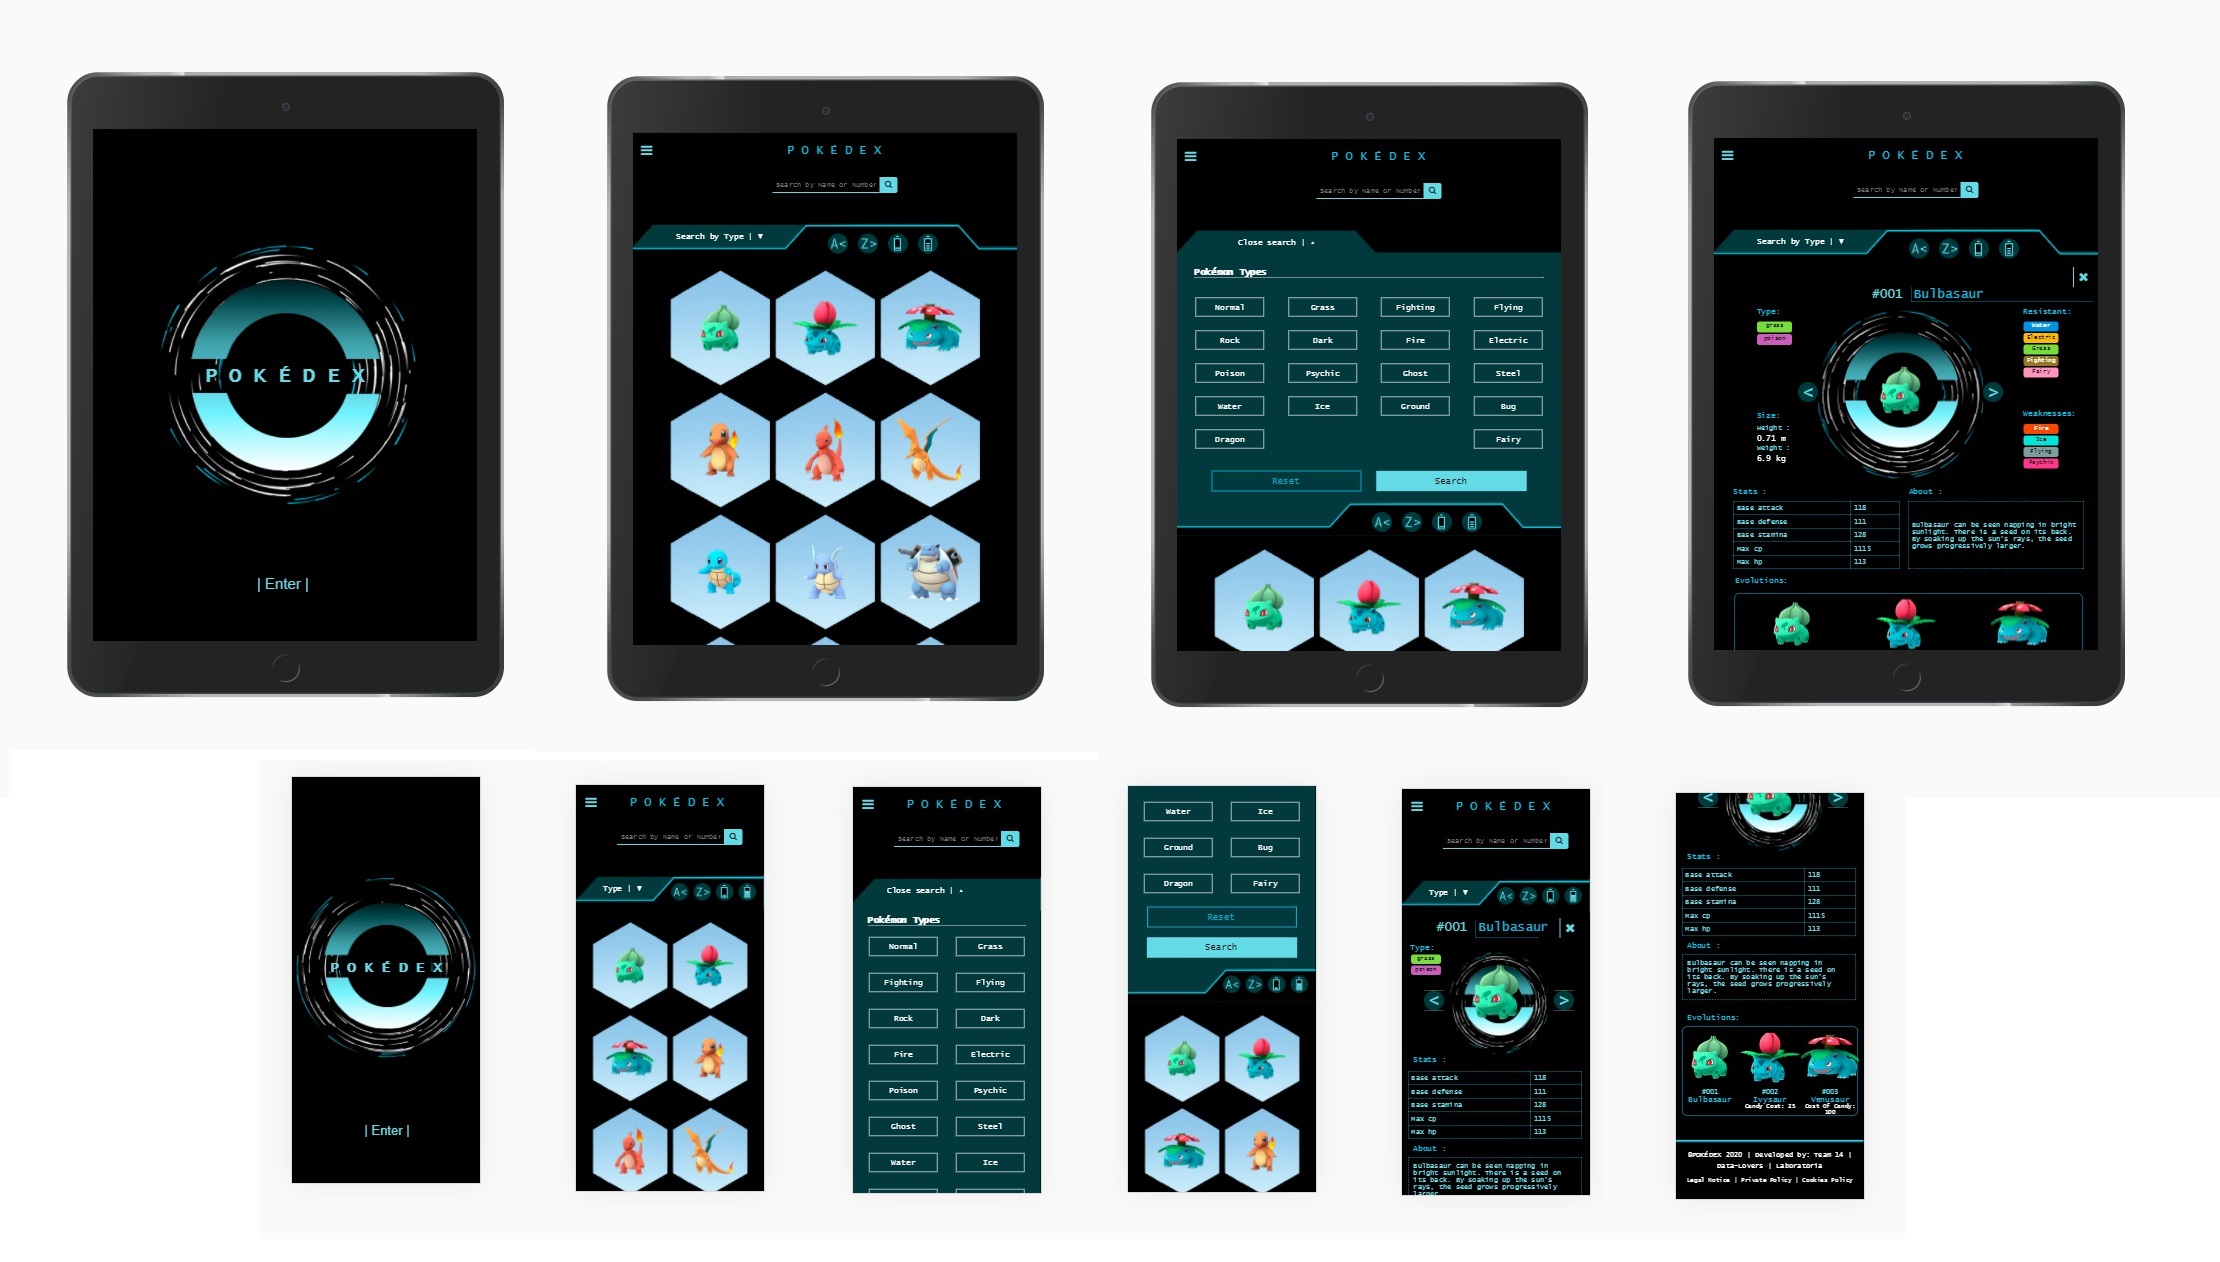 POKÉDEX
| Enter |
POKÉDEX
Search by Name or Number
Search by Type | ▼
A< Z>
POKÉDEX
Search by Name or Number
Close search | ▲
Pokémon Types
Normal Grass Fighting Flying
Rock Dark Fire Electric
Poison Psychic Ghost Steel
Water Ice Ground Bug
Dragon Fairy
Reset Search
A< Z>
POKÉDEX
Search by Name or Number
Search by Type | ▼
A< Z>
✖
#001 Bulbasaur
Type:
grass
poison
Resistant:
Water
Electric
Grass
Fighting
Fairy
< >
Size:
Height :
0.71 m
Weight :
6.9 kg
Weaknesses:
Fire
Ice
Flying
Psychic
Stats :
Base attack 118
Base defense 111
Base stamina 128
Max cp 1115
Max hp 113
About :
Bulbasaur can be seen napping in bright
sunlight. There is a seed on its back.
By soaking up the sun's rays, the seed
grows progressively larger.
Evolutions:
POKÉDEX
| Enter |
POKÉDEX
Search by Name or Number
Type | ▼
A< Z>
POKÉDEX
Search by Name or Number
Close search | ▲
Pokémon Types
Normal Grass
Fighting Flying
Rock Dark
Fire Electric
Poison Psychic
Ghost Steel
Water Ice
Water Ice
Ground Bug
Dragon Fairy
Reset
Search
A< Z>
POKÉDEX
Search by Name or Number
Type | ▼
A< Z>
#001 Bulbasaur ✖
Type:
grass
poison
< >
Stats :
Base attack 118
Base defense 111
Base stamina 128
Max cp 1115
Max hp 113
About :
Bulbasaur can be seen napping in
bright sunlight. There is a seed on
its back. By soaking up the sun's
rays, the seed grows progressively
larger.
< >
Stats :
Base attack 118
Base defense 111
Base stamina 128
Max cp 1115
Max hp 113
About :
Bulbasaur can be seen napping in
bright sunlight. There is a seed on
its back. By soaking up the sun's
rays, the seed grows progressively
larger.
Evolutions:
#001 #002 #003
Bulbasaur Ivysaur Venusaur
Candy Cost: 25 Cost Of Candy:
100
©POKÉDEX 2020 | Developed by: Team 14 |
Data-Lovers | Laboratoria
Legal Notice | Private Policy | Cookies Policy